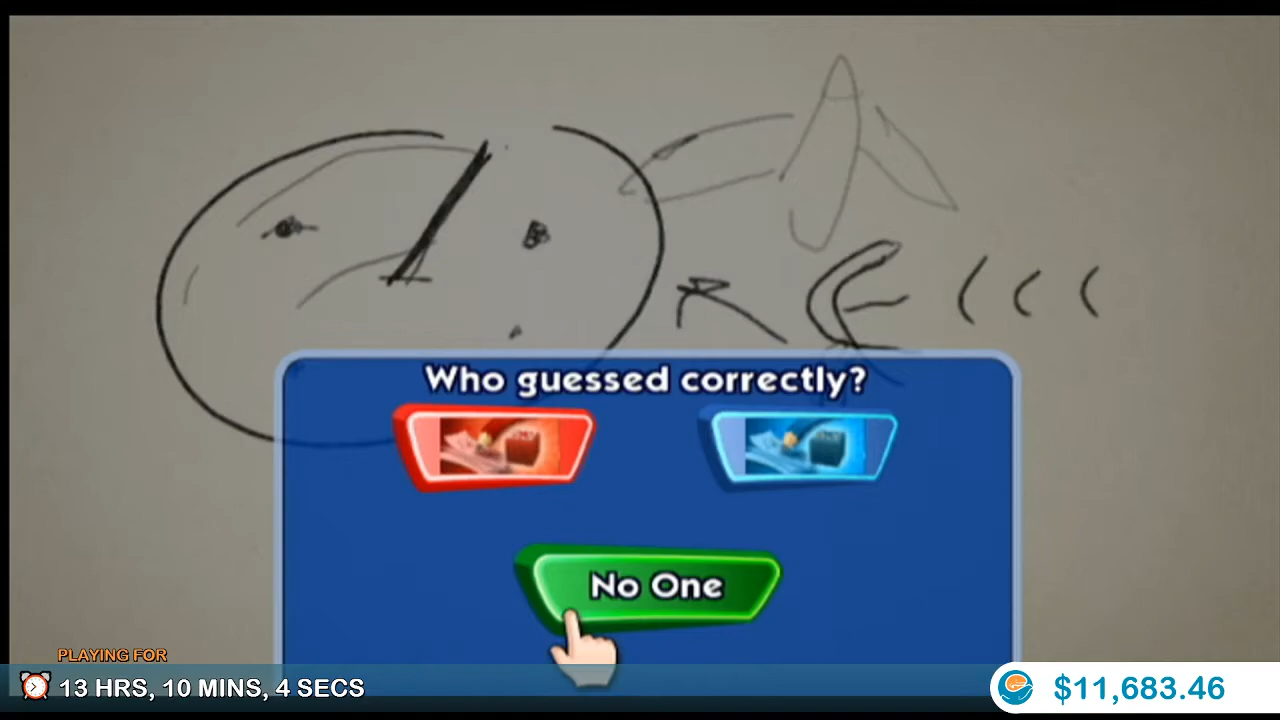 Who guessed correctly?
No One
PLAYING FOR
13 HRS, 10 MINS, 4 SECS
$11,683.46